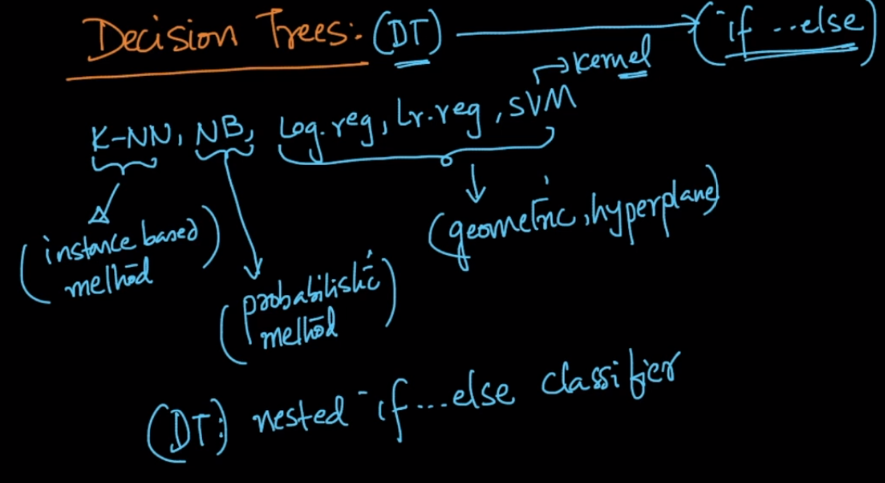 Decision Trees: (DT) → (if ...else)
→ kernel
K-NN, NB, Log.reg, Lr.reg, SVM
(geometric, hyperplane)
(instance based
method)
(probabilistic
method)
(DT:) nested if...else classifier